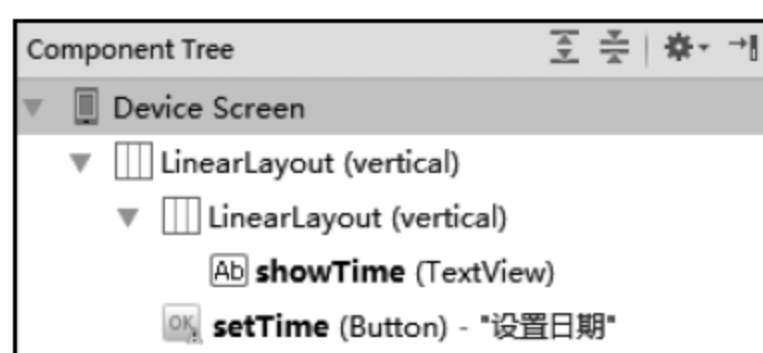 Component Tree
Device Screen
LinearLayout (vertical)
LinearLayout (vertical)
Ab showTime (TextView)
OK setTime (Button) - "设置日期"